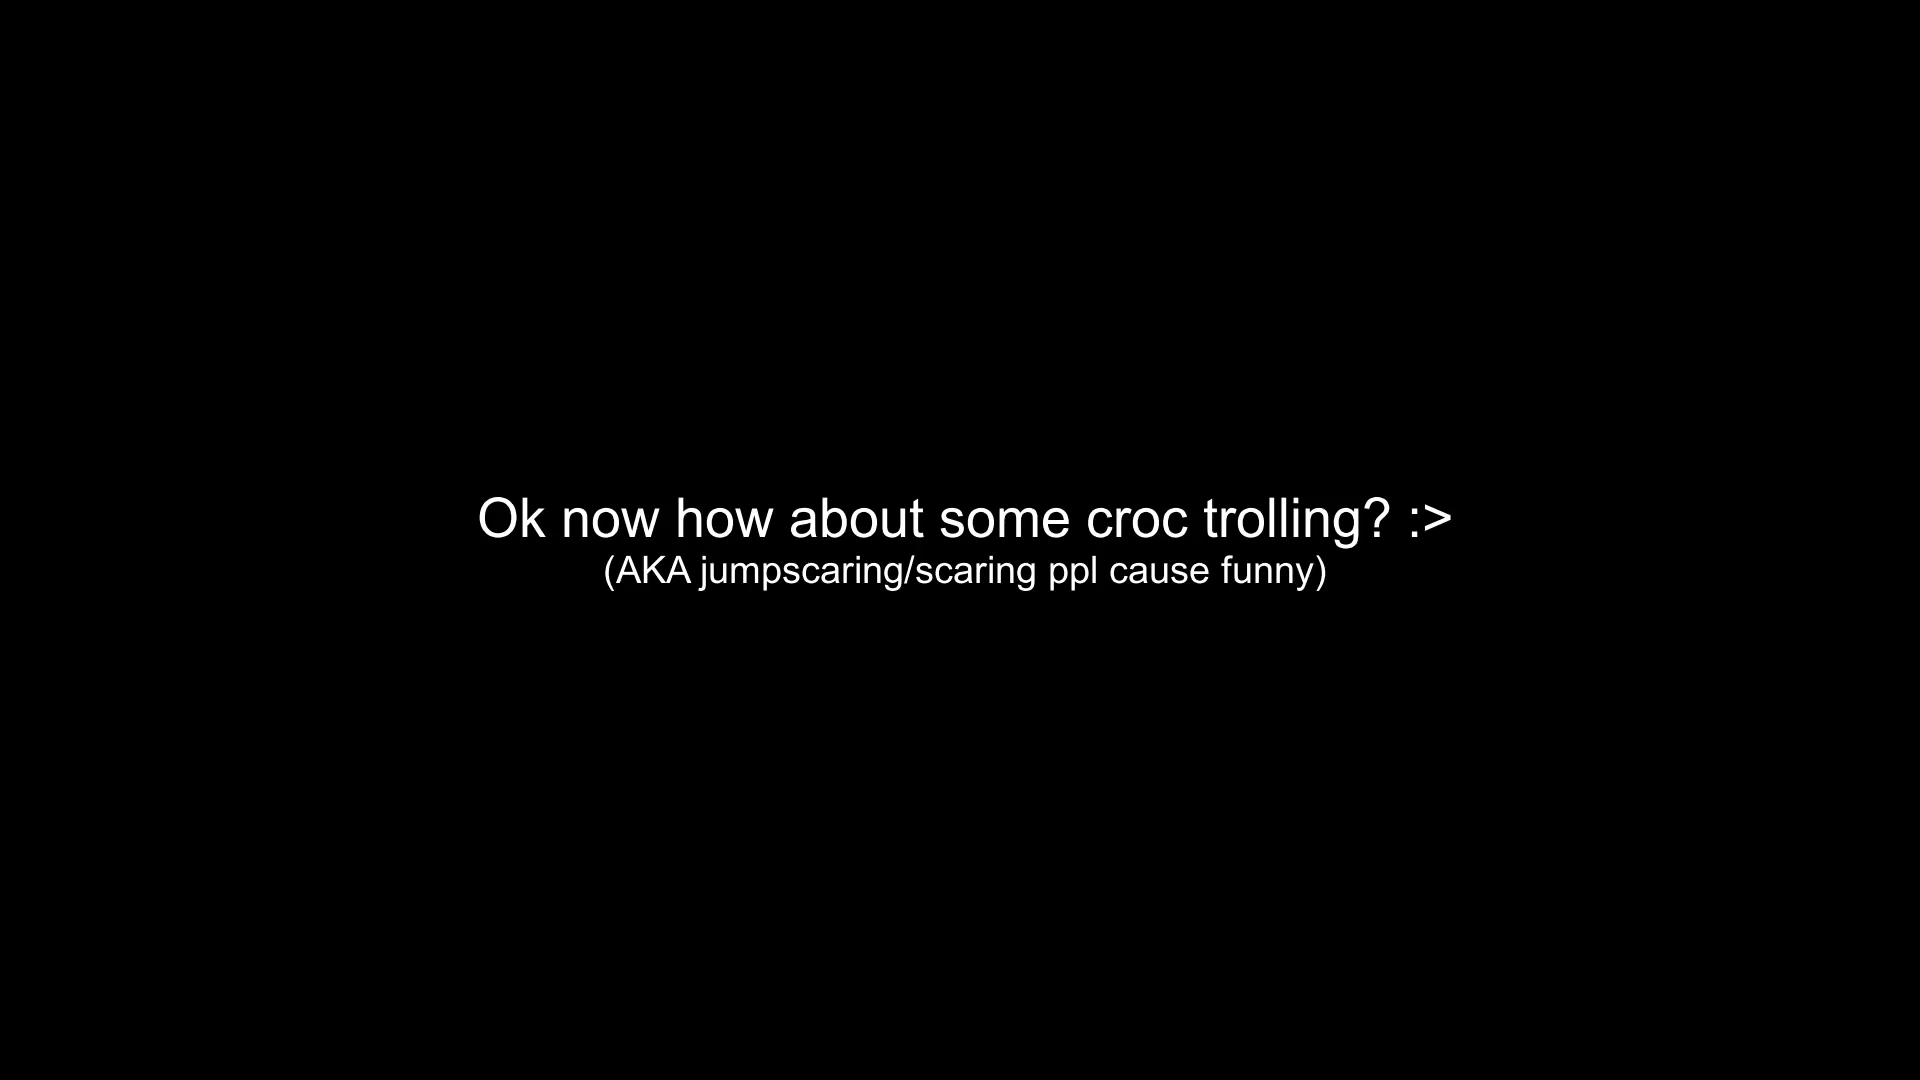 Ok now how about some croc trolling? :>
(AKA jumpscaring/scaring ppl cause funny)